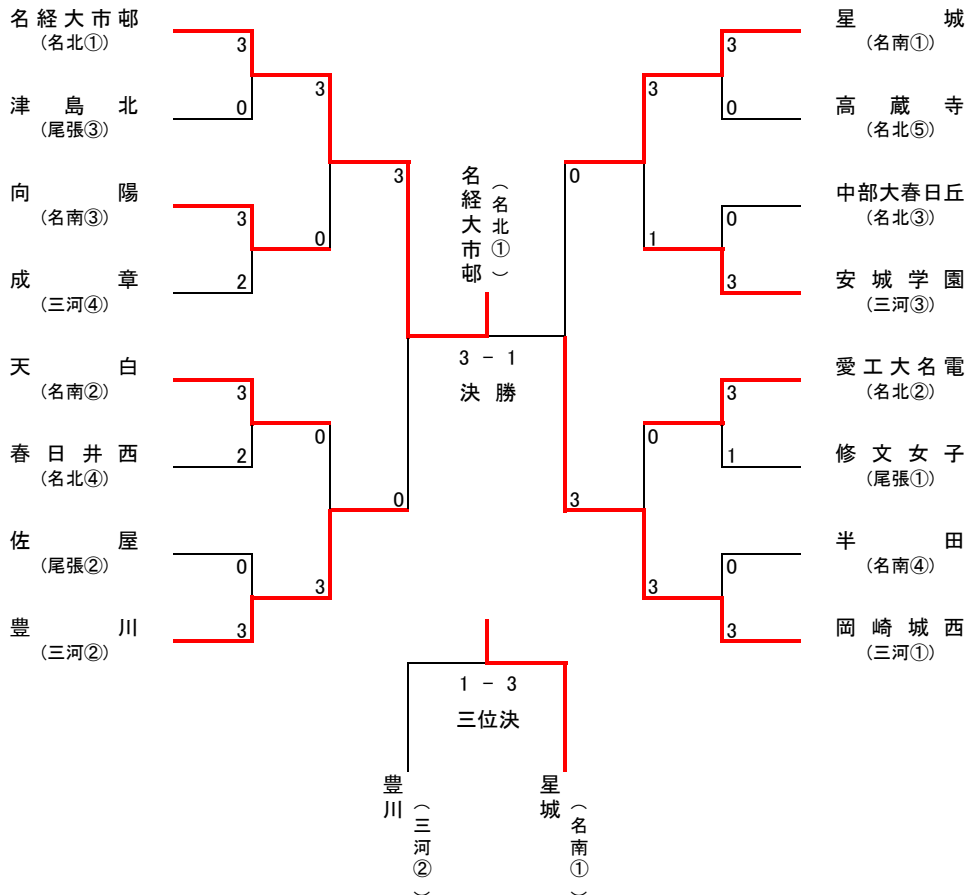 名経大市邨
(名北①)
3
津島北
(尾張③)
0
3
向陽
(名南③)
3
成章
(三河④)
2
0
3
天白
(名南②)
3
春日井西
(名北④)
2
0
佐屋
(尾張②)
0
豊川
(三河②)
3
3
0
名経大市邨
(名北①)
3 - 1
決勝
星城
(名南①)
3
高蔵寺
(名北⑤)
0
3
中部大春日丘
(名北③)
0
安城学園
(三河③)
3
1
0
愛工大名電
(名北②)
3
修文女子
(尾張①)
1
0
半田
(名南④)
0
岡崎城西
(三河①)
3
3
3
1 - 3
三位決
豊川
(三河②)
星城
(名南①)